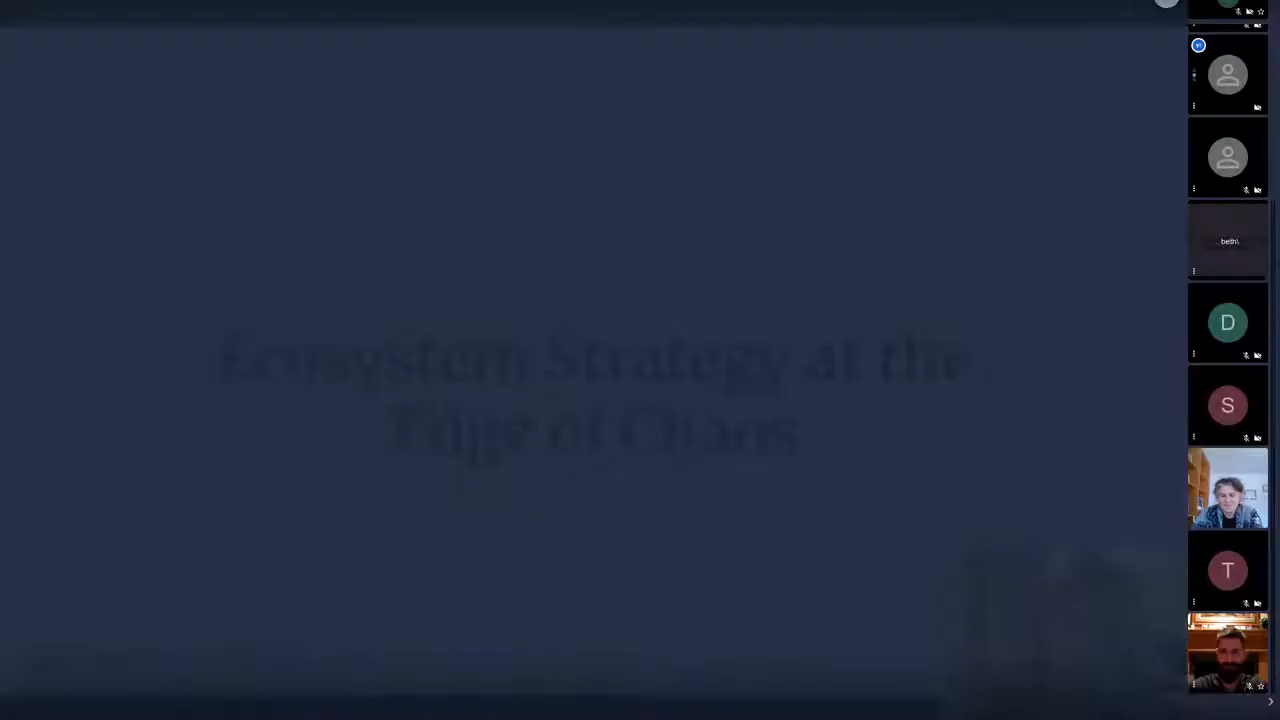 Ecosystem Strategy at the
Edge of Chaos
beth\
D
S
T